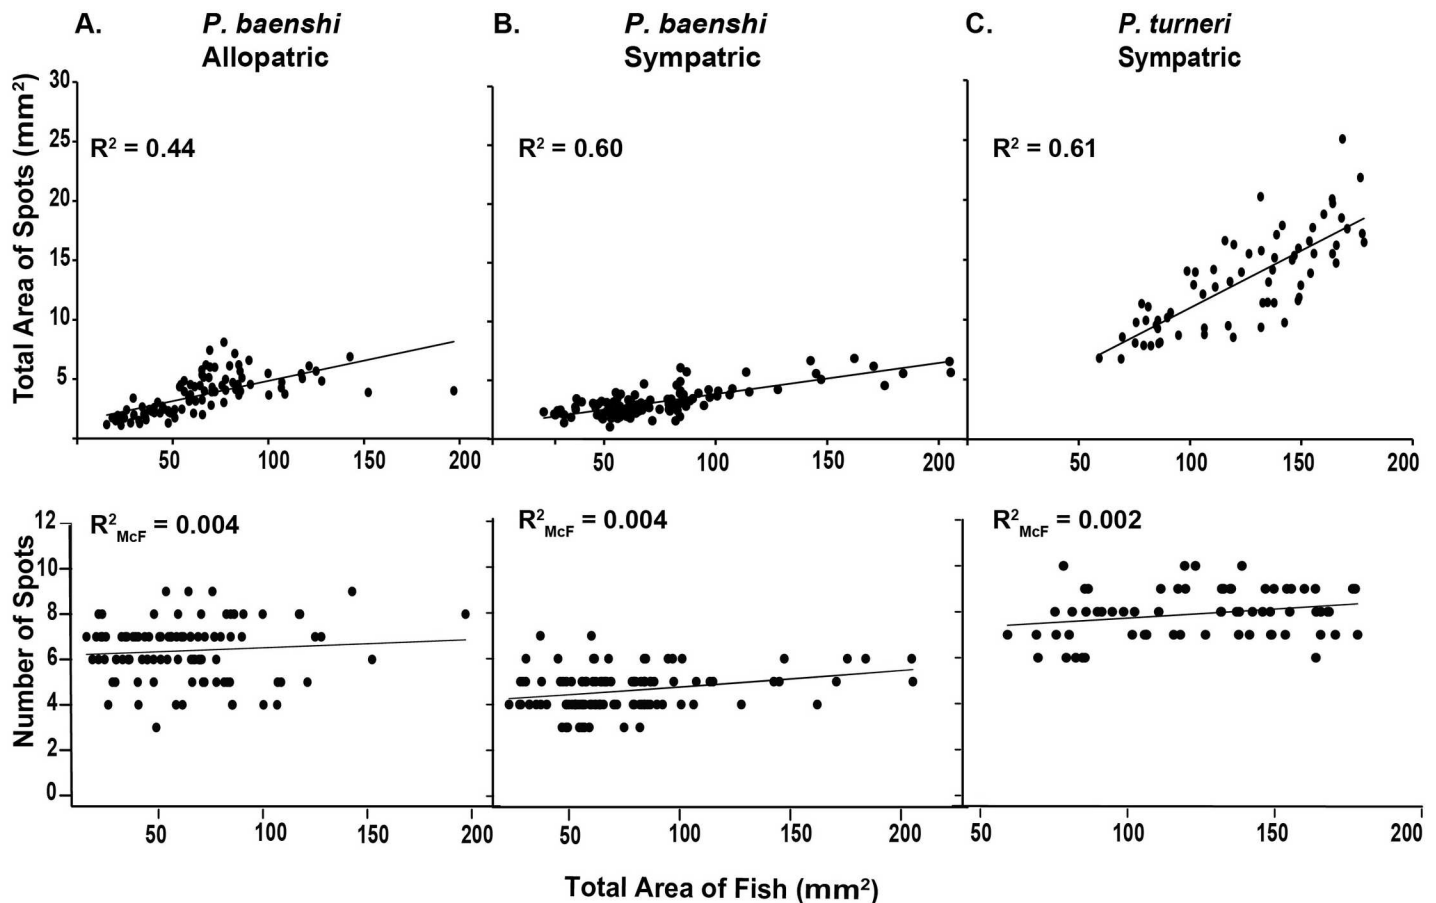 A. P. baenshi B. P. baenshi C. P. turneri
Allopatric Sympatric Sympatric
Total Area of Spots (mm²)
30
25
20
15
10
5
R² = 0.44
R² = 0.60
R² = 0.61
50 100 150 200 50 100 150 200 50 100 150 200
Number of Spots
12
10
8
6
4
2
0
R²McF = 0.004
R²McF = 0.004
R²McF = 0.002
50 100 150 200 50 100 150 200 50 100 150 200
Total Area of Fish (mm²)